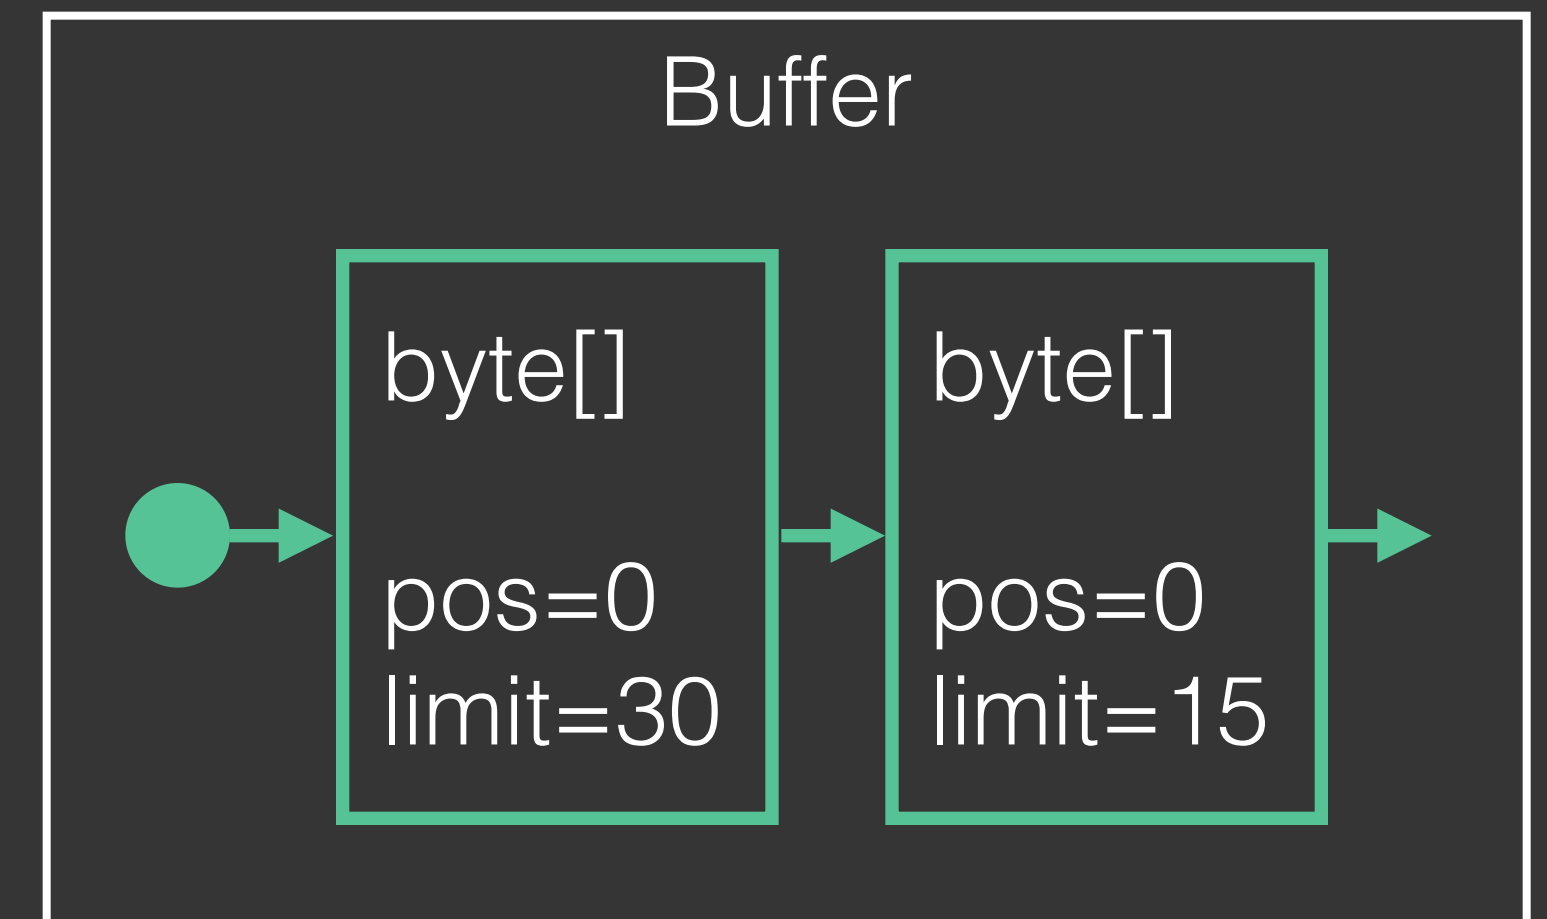 Buffer
byte[]
pos=0
limit=30
byte[]
pos=0
limit=15